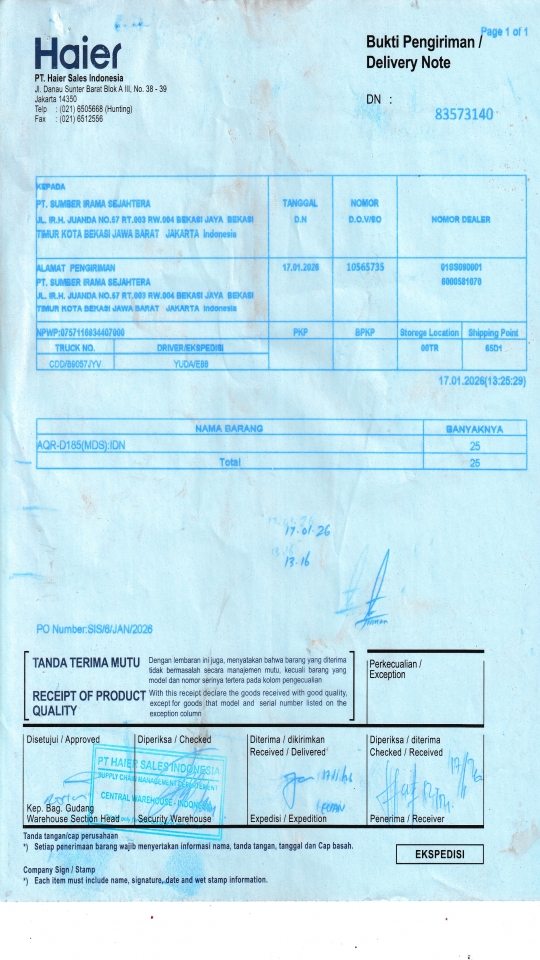 Page 1 of 1
Haier
Bukti Pengiriman /
Delivery Note
PT. Haier Sales Indonesia
Jl. Danau Sunter Barat Blok A III, No. 38 - 39
Jakarta 14350
Telp : (021) 6505668 (Hunting)
Fax : (021) 6512556
DN :
83573140
KEPADA
PT. SUMBER IRAMA SEJAHTERA
JL. IR.H. JUANDA NO.57 RT.003 RW.004 BEKASI JAYA BEKASI
TIMUR KOTA BEKASI JAWA BARAT JAKARTA Indonesia
TANGGAL
D.N
NOMOR
D.O.V/SO
NOMOR DEALER
ALAMAT PENGIRIMAN
PT. SUMBER IRAMA SEJAHTERA
JL. IR.H. JUANDA NO.57 RT.003 RW.004 BEKASI JAYA BEKASI
TIMUR KOTA BEKASI JAWA BARAT JAKARTA Indonesia
17.01.2026
10565735
NPWP:
PKP
BPKP
Storege Location
Shipping Point
TRUCK NO.
DRIVER/EKSPEDISI
00TR
65D1
17.01.2026(13:25:29)
NAMA BARANG
BANYAKNYA
AQR-D185(MDS):IDN
25
Total
25
17-01-26
13.16
PO Number:SIS/6/JAN/2026
TANDA TERIMA MUTU
Dengan lembaran ini juga, menyatakan bahwa barang yang diterima
tidak bermasalah secara manajemen mutu, kecuali barang yang
model dan nomor serinya tertera pada kolom pengecualian
RECEIPT OF PRODUCT
QUALITY
With this receipt declare the goods received with good quality,
except for goods that model and serial number listed on the
exception column
Perkecualian /
Exception
Disetujui / Approved
Diperiksa / Checked
Diterima / dikirimkan
Received / Delivered
Diperiksa / diterima
Checked / Received
PT HAIER SALES INDONESIA
SUPPLY CHAIN MANAGEMENT DEPARTEMENT
CENTRAL WAREHOUSE - INDONESIA
Kep. Bag. Gudang
Warehouse Section Head
Security Warehouse
Expedisi / Expedition
Penerima / Receiver
Tanda tangan/cap perusahaan
*) Setiap penerimaan barang wajib menyertakan informasi nama, tanda tangan, tanggal dan Cap basah.
EKSPEDISI
Company Sign / Stamp
*) Each item must include name, signature, date and wet stamp information.